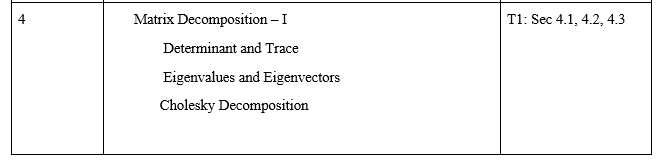 4 Matrix Decomposition – I T1: Sec 4.1, 4.2, 4.3
Determinant and Trace
Eigenvalues and Eigenvectors
Cholesky Decomposition